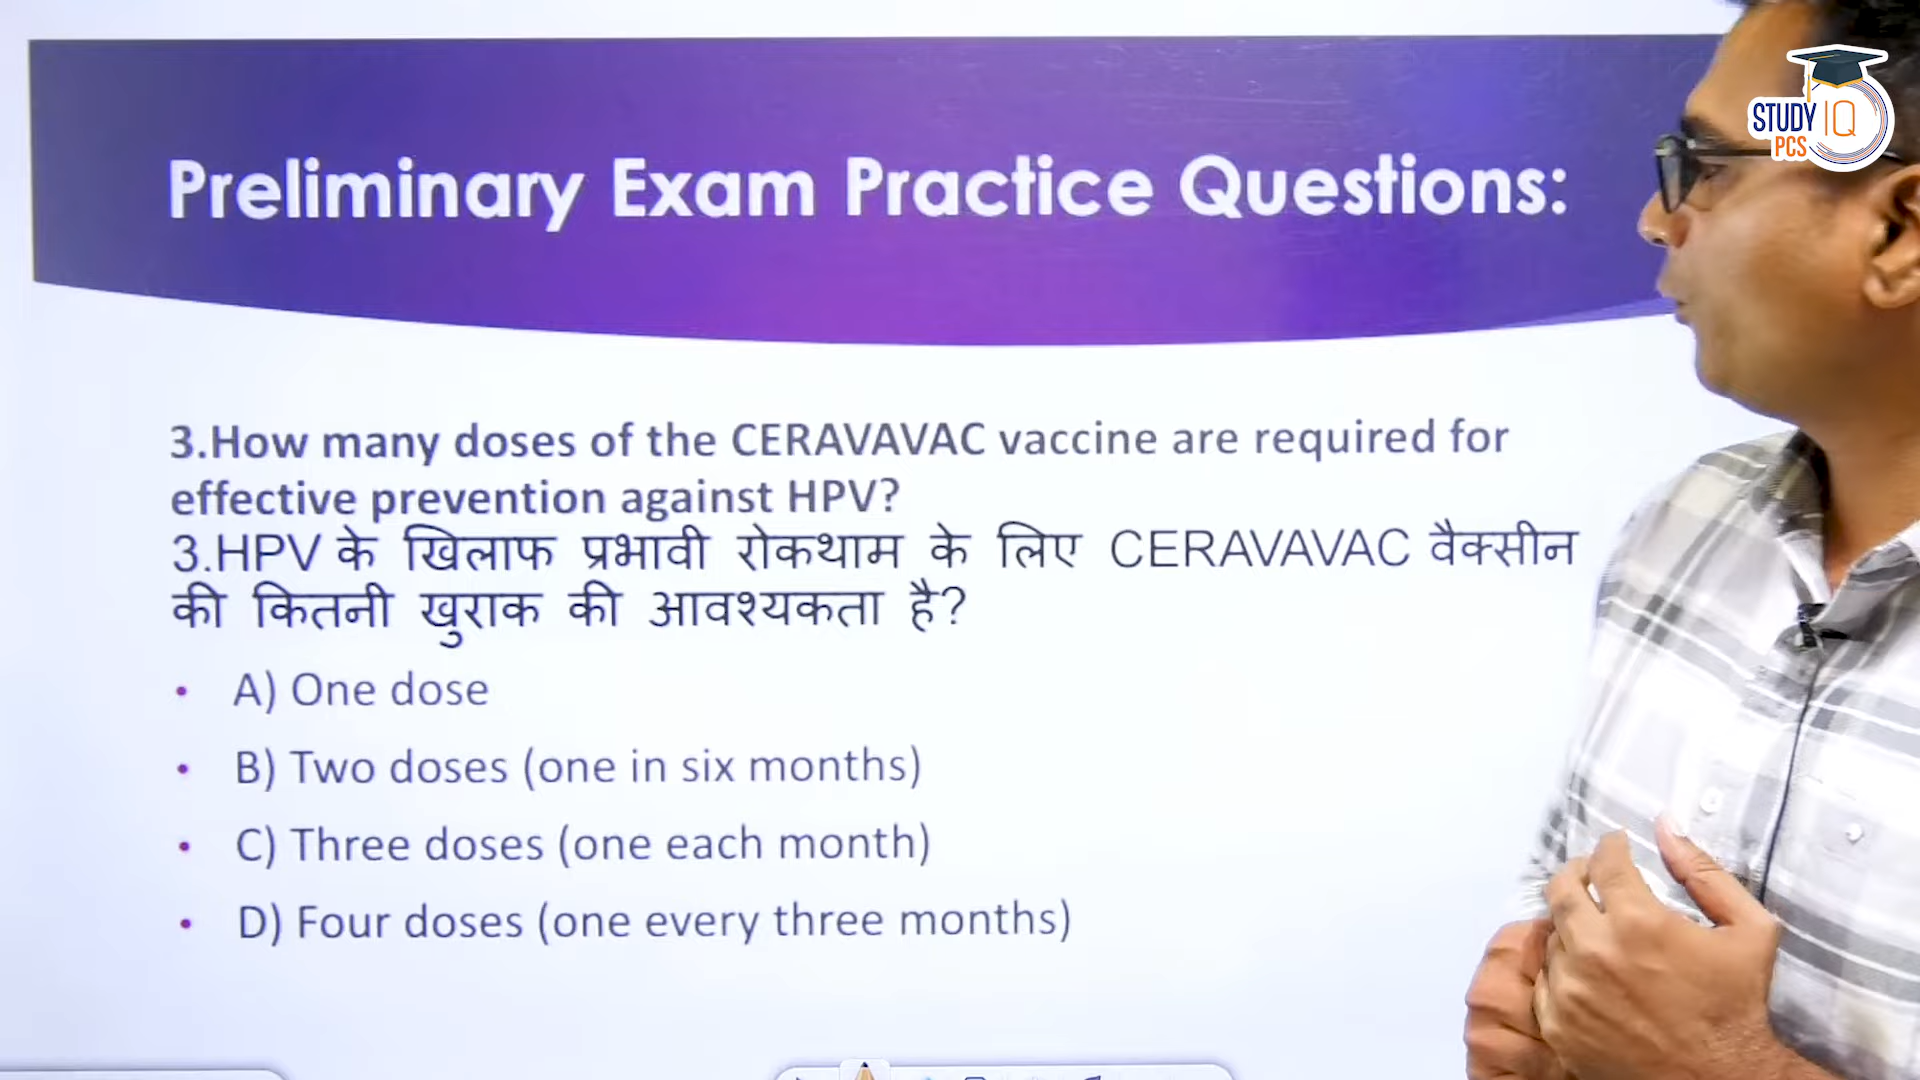 STUDY IQ
PCS
Preliminary Exam Practice Questions:
3.How many doses of the CERAVAVAC vaccine are required for
effective prevention against HPV?
3.HPV के खिलाफ प्रभावी रोकथाम के लिए CERAVAVAC वैक्सीन
की कितनी खुराक की आवश्यकता है?
• A) One dose
• B) Two doses (one in six months)
• C) Three doses (one each month)
• D) Four doses (one every three months)